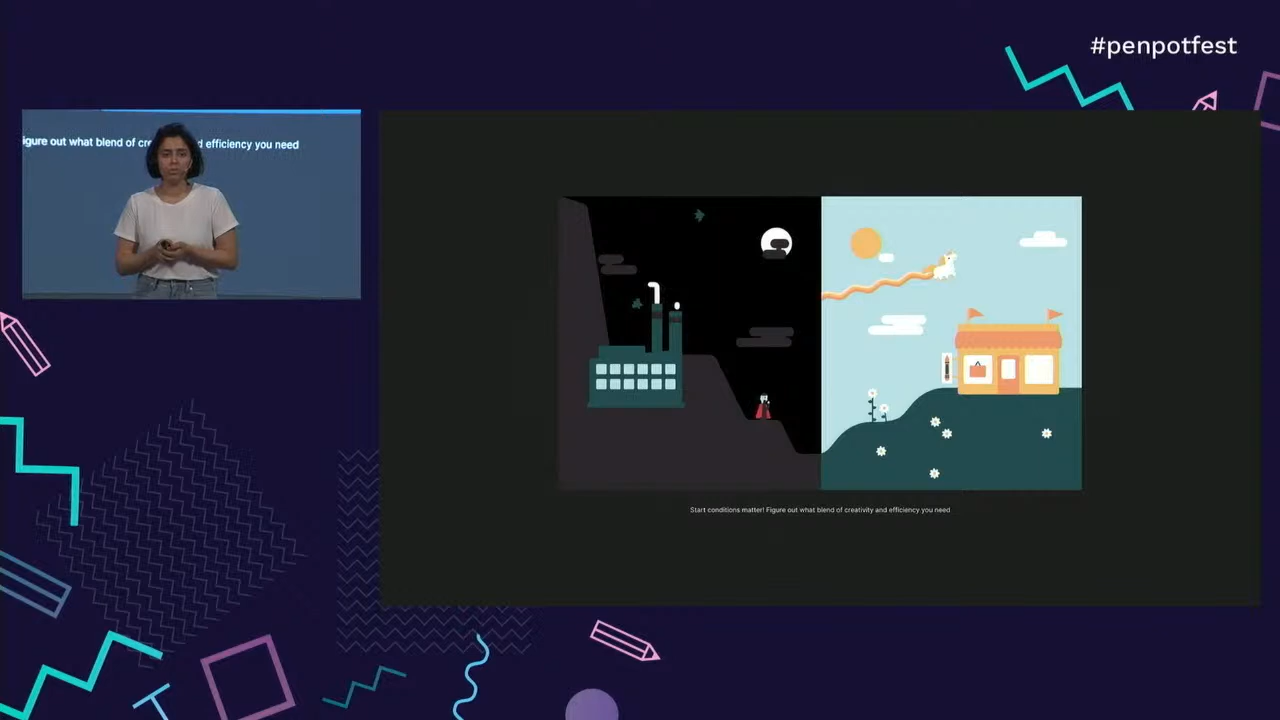 #penpotfest
igure out what blend of cre d efficiency you need
Start conditions matter! Figure out what blend of creativity and efficiency you need